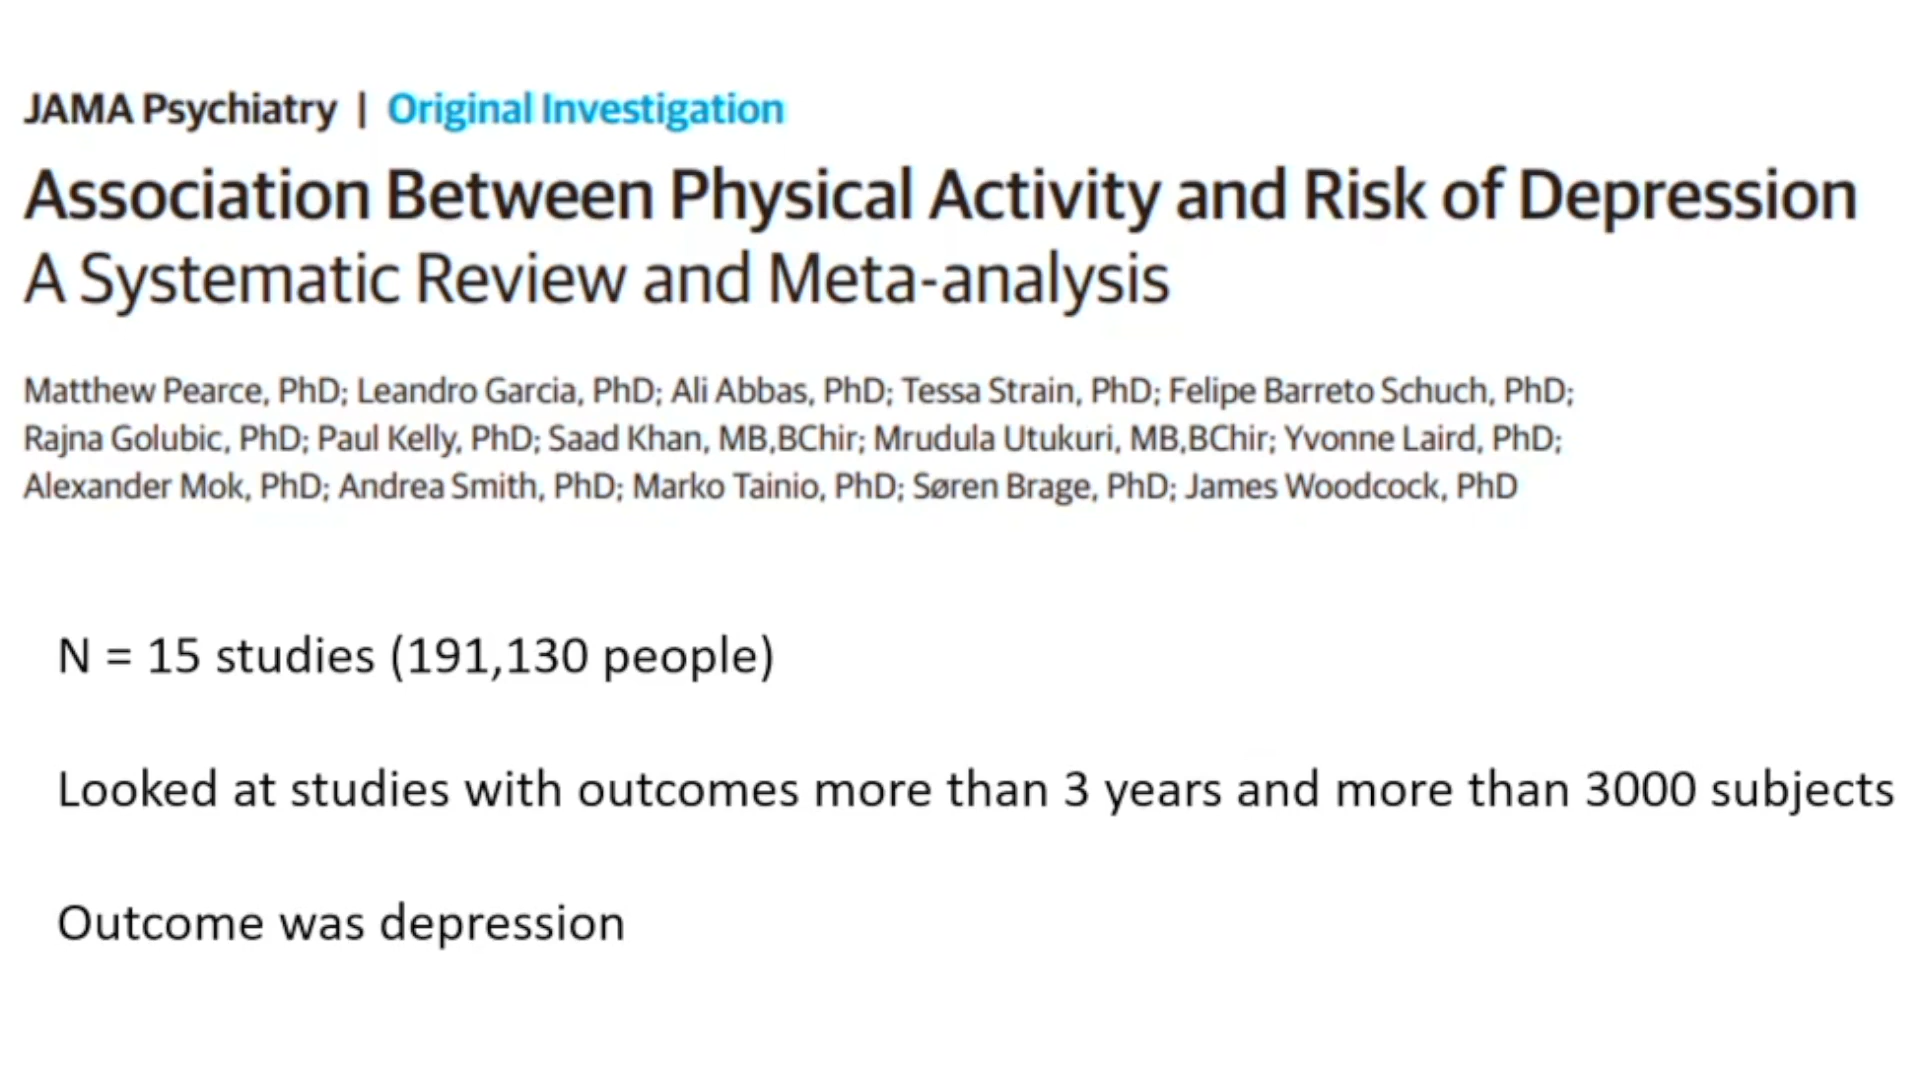 JAMA Psychiatry | Original Investigation
Association Between Physical Activity and Risk of Depression
A Systematic Review and Meta-analysis
Matthew Pearce, PhD; Leandro Garcia, PhD; Ali Abbas, PhD; Tessa Strain, PhD; Felipe Barreto Schuch, PhD;
Rajna Golubic, PhD; Paul Kelly, PhD; Saad Khan, MB,BChir; Mrudula Utukuri, MB,BChir; Yvonne Laird, PhD;
Alexander Mok, PhD; Andrea Smith, PhD; Marko Tainio, PhD; Søren Brage, PhD; James Woodcock, PhD
N = 15 studies (191,130 people)
Looked at studies with outcomes more than 3 years and more than 3000 subjects
Outcome was depression